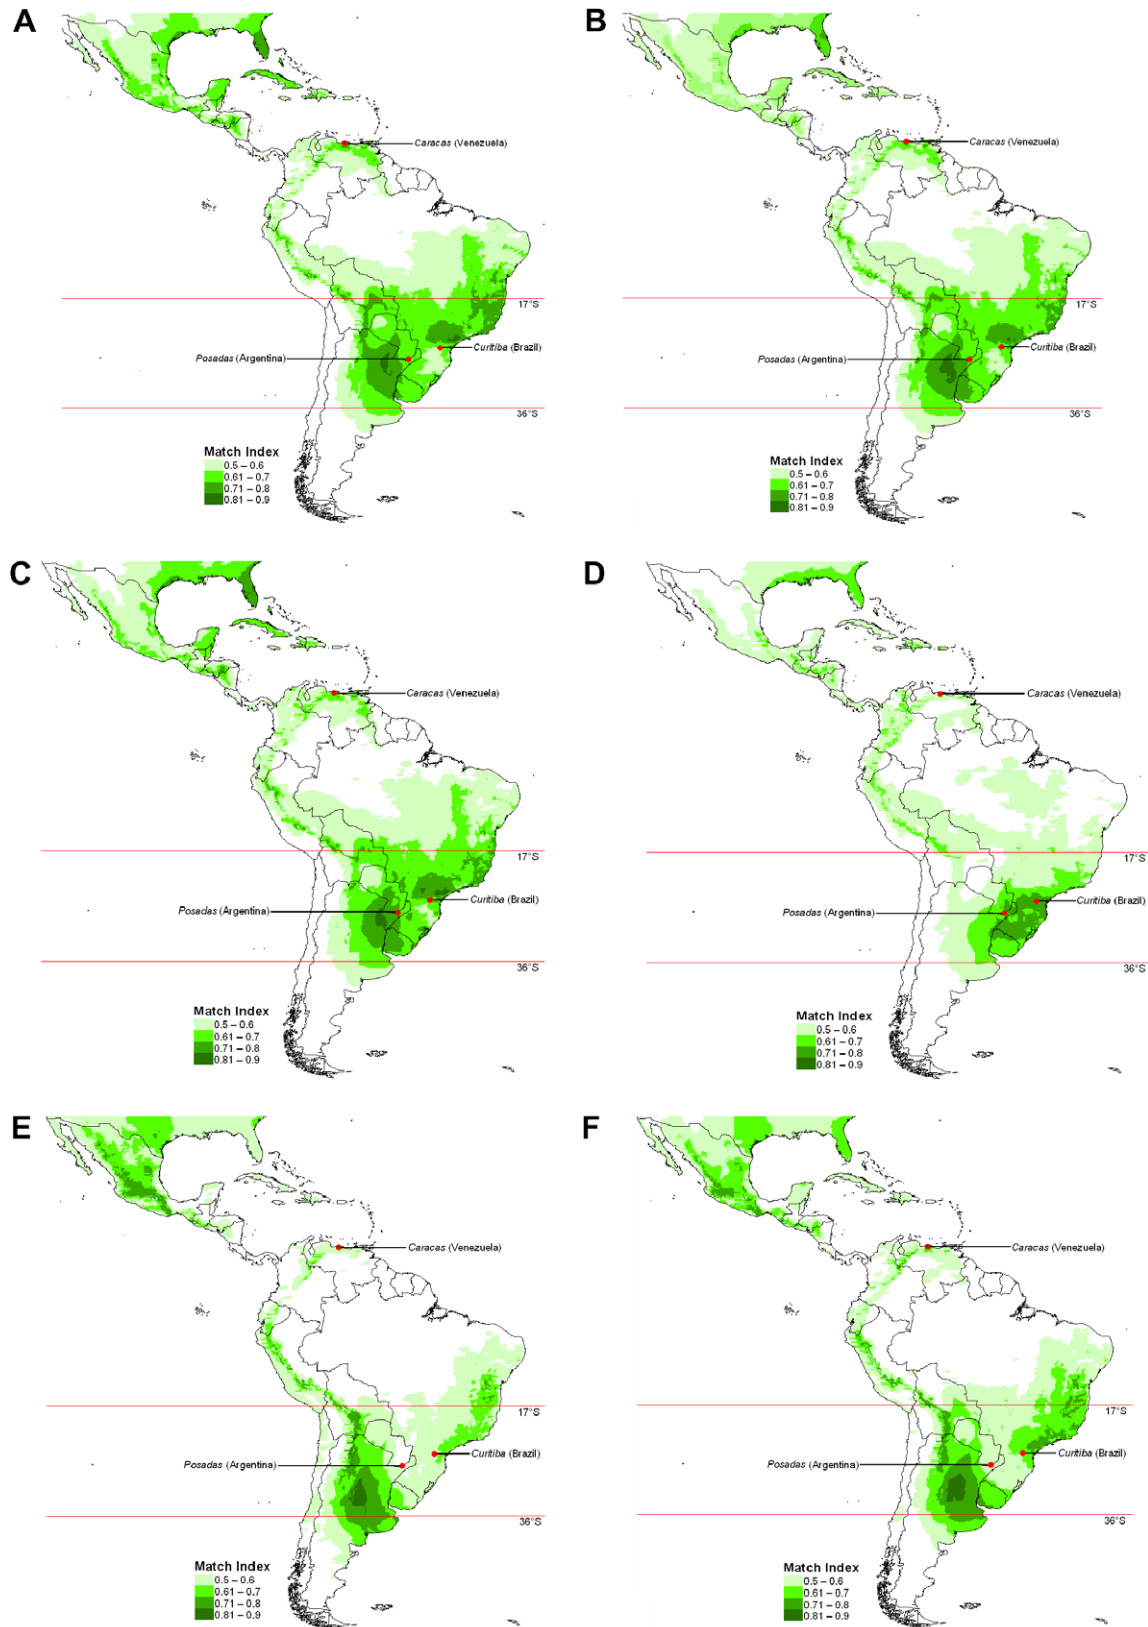 A
Caracas (Venezuela)
17°S
Curitiba (Brazil)
Posadas (Argentina)
36°S
Match Index
0.5 – 0.6
0.61 – 0.7
0.71 – 0.8
0.81 – 0.9
B
Caracas (Venezuela)
17°S
Curitiba (Brazil)
Posadas (Argentina)
36°S
Match Index
0.5 – 0.6
0.61 – 0.7
0.71 – 0.8
0.81 – 0.9
C
Caracas (Venezuela)
17°S
Curitiba (Brazil)
Posadas (Argentina)
36°S
Match Index
0.5 – 0.6
0.61 – 0.7
0.71 – 0.8
0.81 – 0.9
D
Caracas (Venezuela)
17°S
Curitiba (Brazil)
Posadas (Argentina)
36°S
Match Index
0.5 – 0.6
0.61 – 0.7
0.71 – 0.8
0.81 – 0.9
E
Caracas (Venezuela)
17°S
Curitiba (Brazil)
Posadas (Argentina)
36°S
Match Index
0.5 – 0.6
0.61 – 0.7
0.71 – 0.8
0.81 – 0.9
F
Caracas (Venezuela)
17°S
Curitiba (Brazil)
Posadas (Argentina)
36°S
Match Index
0.5 – 0.6
0.61 – 0.7
0.71 – 0.8
0.81 – 0.9